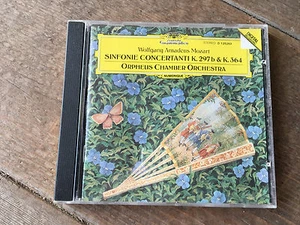 Wolfgang Amadeus Mozart
SINFONIE CONCERTANTI K. 297b & K. 364
ORPHEUS CHAMBER ORCHESTRA